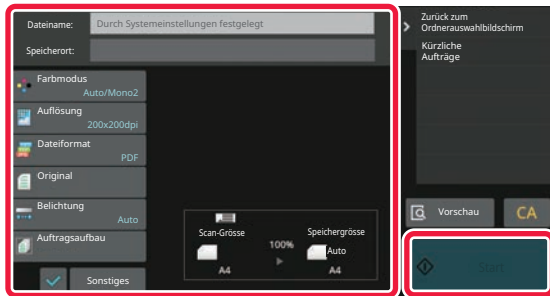 Dateiname:
Durch Systemeinstellungen festgelegt
Speicherort:
Farbmodus
Auto/Mono2
Auflösung
200x200dpi
Dateiformat
PDF
Original
Belichtung
Auto
Auftragsaufbau
Sonstiges
Scan-Grösse
A4
100%
Speichergrösse
Auto
A4
Zurück zum
Ordnerauswahlbildschirm
Kürzliche
Aufträge
Vorschau
CA
Start